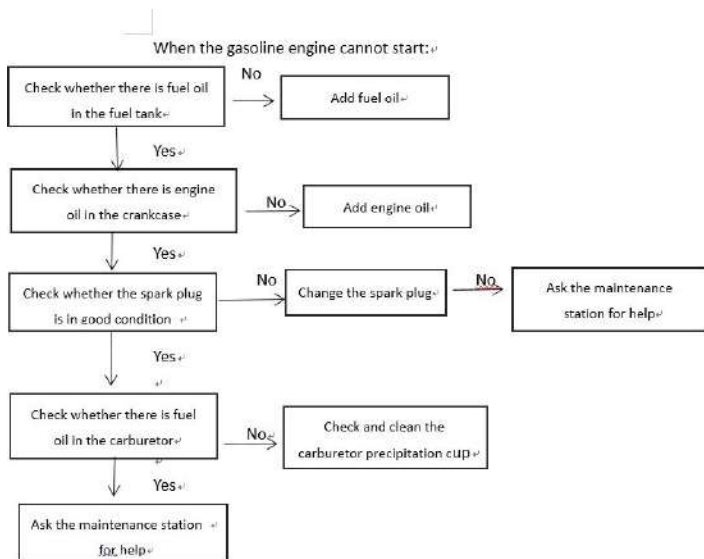 When the gasoline engine cannot start:
Check whether there is fuel oil
in the fuel tank
No
Add fuel oil
Yes
Check whether there is engine
oil in the crankcase
No
Add engine oil
Yes
Check whether the spark plug
is in good condition
No
Change the spark plug
No
Ask the maintenance
station for help
Yes
Check whether there is fuel
oil in the carburetor
No
Check and clean the
carburetor precipitation cup
Yes
Ask the maintenance station
for help